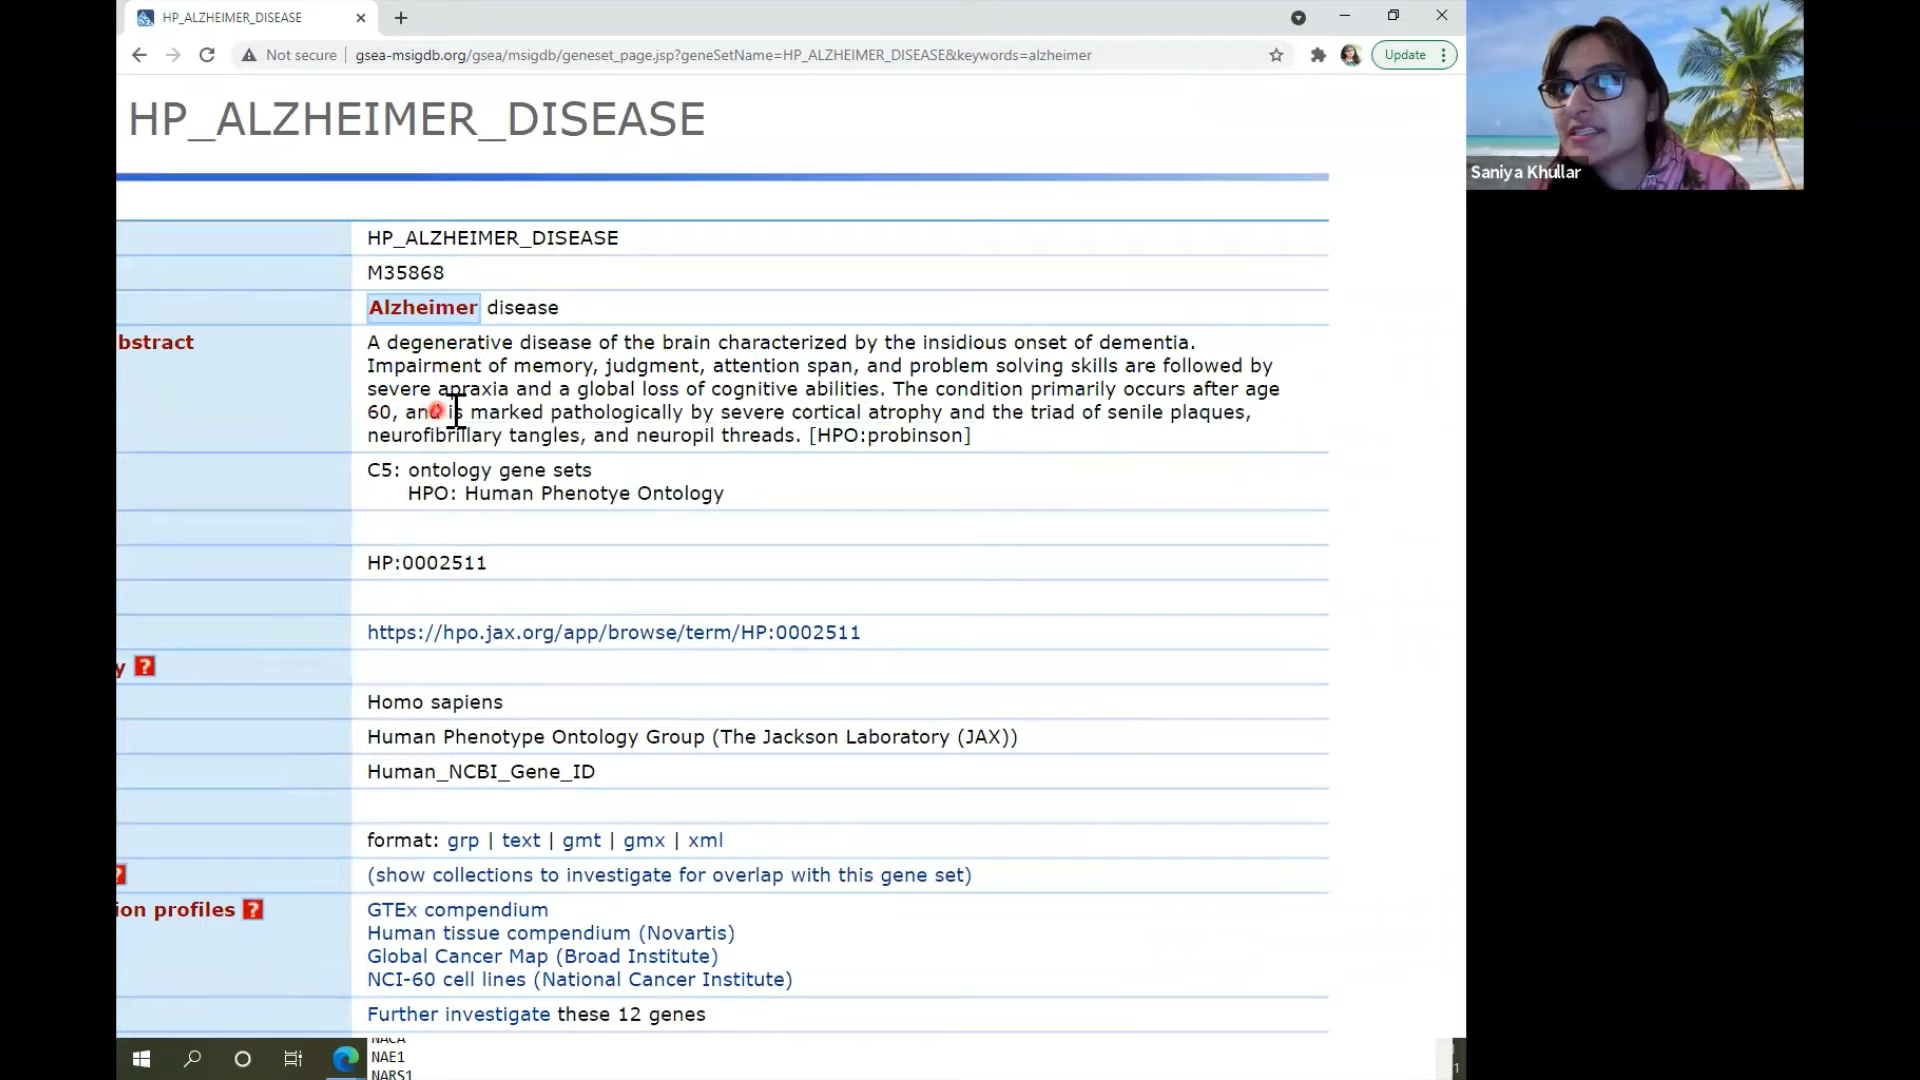 HP_ALZHEIMER_DISEASE
Not secure | gsea-msigdb.org/gsea/msigdb/geneset_page.jsp?geneSetName=HP_ALZHEIMER_DISEASE&keywords=alzheimer
Update
Saniya Khullar
HP_ALZHEIMER_DISEASE
HP_ALZHEIMER_DISEASE
M35868
Alzheimer disease
bstract
A degenerative disease of the brain characterized by the insidious onset of dementia.
Impairment of memory, judgment, attention span, and problem solving skills are followed by
severe apraxia and a global loss of cognitive abilities. The condition primarily occurs after age
60, and is marked pathologically by severe cortical atrophy and the triad of senile plaques,
neurofibrillary tangles, and neuropil threads. [HPO:probinson]
C5: ontology gene sets
HPO: Human Phenotye Ontology
HP:0002511
https://hpo.jax.org/app/browse/term/HP:0002511
y ?
Homo sapiens
Human Phenotype Ontology Group (The Jackson Laboratory (JAX))
Human_NCBI_Gene_ID
format: grp | text | gmt | gmx | xml
? (show collections to investigate for overlap with this gene set)
ion profiles ?
GTEx compendium
Human tissue compendium (Novartis)
Global Cancer Map (Broad Institute)
NCI-60 cell lines (National Cancer Institute)
Further investigate these 12 genes
NACA
NAE1
NARS1
1